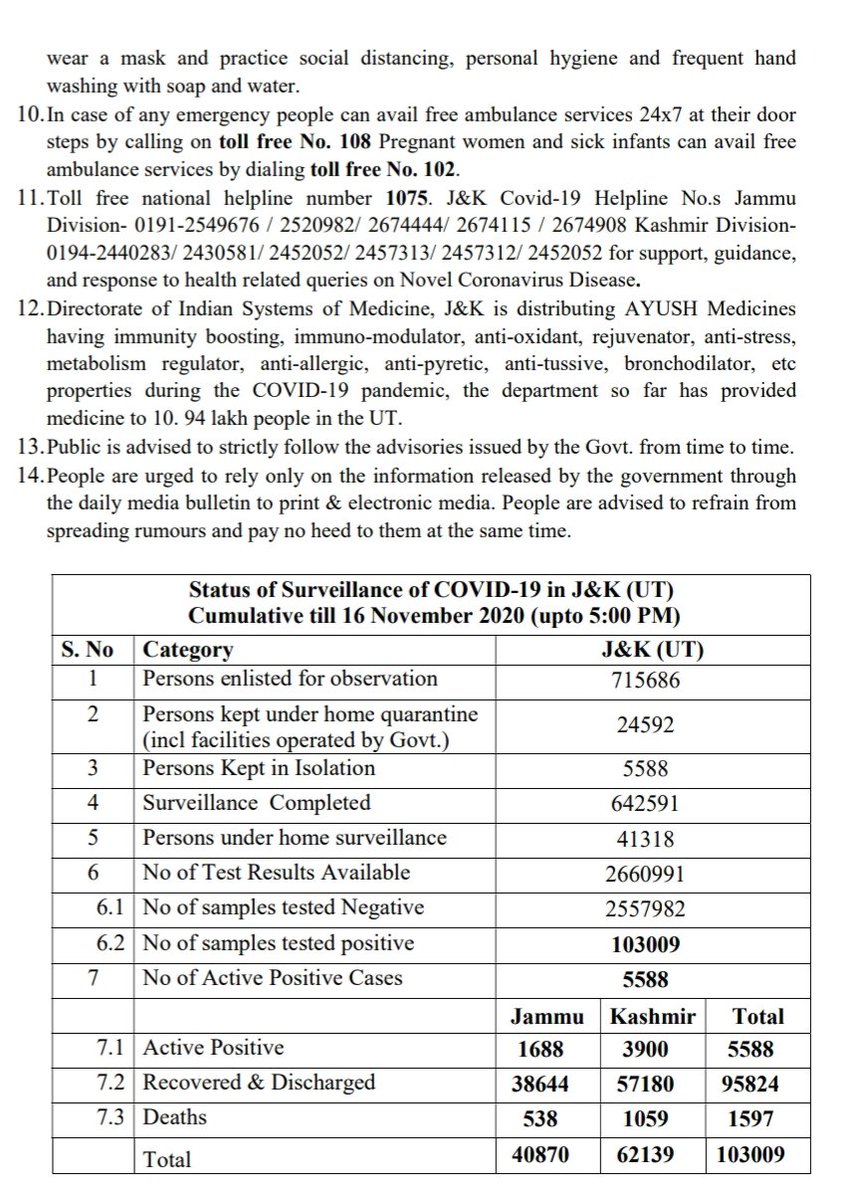 wear a mask and practice social distancing, personal hygiene and frequent hand
washing with soap and water.
10. In case of any emergency people can avail free ambulance services 24x7 at their door
steps by calling on toll free No. 108 Pregnant women and sick infants can avail free
ambulance services by dialing toll free No. 102.
11. Toll free national helpline number 1075. J&K Covid-19 Helpline No.s Jammu
Division- 0191-2549676 / 2520982/ 2674444/ 2674115 / 2674908 Kashmir Division-
0194-2440283/ 2430581/ 2452052/ 2457313/ 2457312/ 2452052 for support, guidance,
and response to health related queries on Novel Coronavirus Disease.
12. Directorate of Indian Systems of Medicine, J&K is distributing AYUSH Medicines
having immunity boosting, immuno-modulator, anti-oxidant, rejuvenator, anti-stress,
metabolism regulator, anti-allergic, anti-pyretic, anti-tussive, bronchodilator, etc
properties during the COVID-19 pandemic, the department so far has provided
medicine to 10. 94 lakh people in the UT.
13. Public is advised to strictly follow the advisories issued by the Govt. from time to time.
14. People are urged to rely only on the information released by the government through
the daily media bulletin to print & electronic media. People are advised to refrain from
spreading rumours and pay no heed to them at the same time.
Status of Surveillance of COVID-19 in J&K (UT)
Cumulative till 16 November 2020 (upto 5:00 PM)
S. No Category J&K (UT)
1 Persons enlisted for observation 715686
2 Persons kept under home quarantine
(incl facilities operated by Govt.) 24592
3 Persons Kept in Isolation 5588
4 Surveillance Completed 642591
5 Persons under home surveillance 41318
6 No of Test Results Available 2660991
6.1 No of samples tested Negative 2557982
6.2 No of samples tested positive 103009
7 No of Active Positive Cases 5588
Jammu Kashmir Total
7.1 Active Positive 1688 3900 5588
7.2 Recovered & Discharged 38644 57180 95824
7.3 Deaths 538 1059 1597
Total 40870 62139 103009